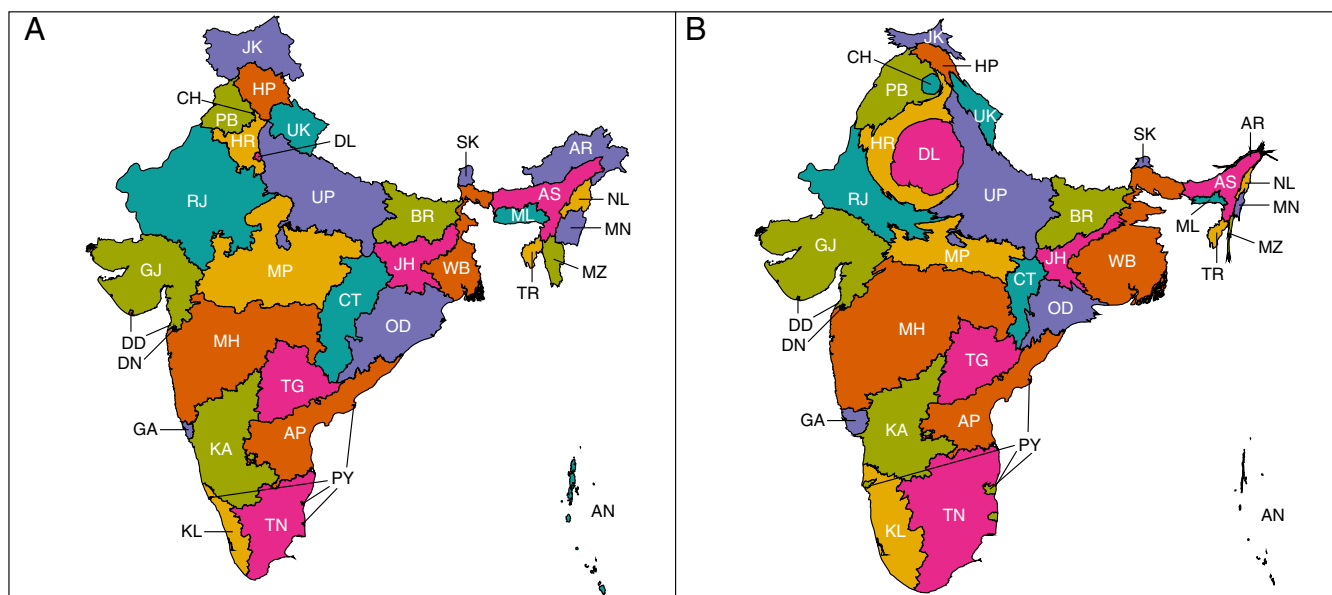 A
JK
HP
CH
PB
UK
HR
DL
SK
AR
RJ
UP
AS
NL
BR
ML
MN
GJ
MP
JH
WB
MZ
TR
CT
DD
OD
DN
MH
TG
GA
KA
AP
PY
AN
KL
TN
B
JK
CH
HP
PB
UK
HR
DL
SK
AR
AS
NL
RJ
UP
BR
ML
MN
GJ
MP
JH
WB
MZ
TR
CT
DD
OD
DN
MH
TG
GA
KA
AP
PY
TN
AN
KL